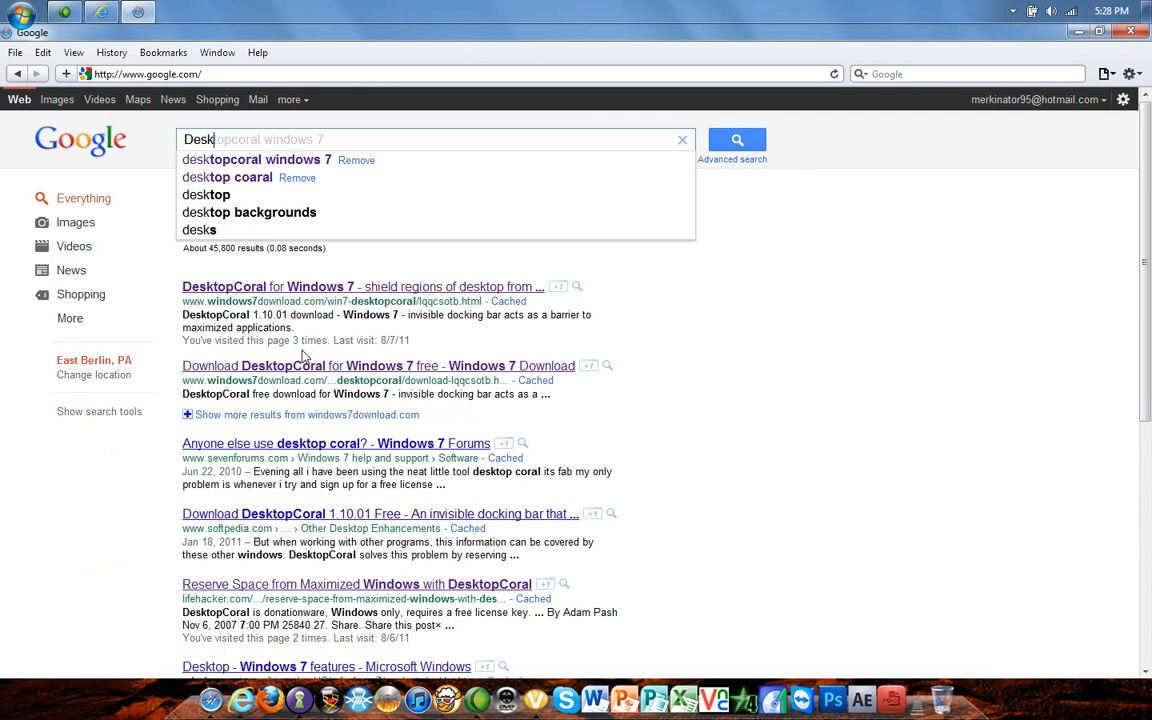 5:28 PM
Google
File Edit View History Bookmarks Window Help
http://www.google.com/
Google
Web Images Videos Maps News Shopping Mail more
merkinator95@hotmail.com
Google
Desktopcoral windows 7
Advanced search
desktopcoral windows 7 Remove
desktop coaral Remove
desktop
desktop backgrounds
desks
About 45,800 results (0.08 seconds)
Everything
Images
Videos
News
Shopping
More
East Berlin, PA
Change location
Show search tools
DesktopCoral for Windows 7 - shield regions of desktop from ... +1
www.windows7download.com/win7-desktopcoral/lqqcsotb.html - Cached
DesktopCoral 1.10.01 download - Windows 7 - invisible docking bar acts as a barrier to
maximized applications.
You've visited this page 3 times. Last visit: 8/7/11
Download DesktopCoral for Windows 7 free - Windows 7 Download +1
www.windows7download.com/...desktopcoral/download-lqqcsotb.h... - Cached
DesktopCoral free download for Windows 7 - invisible docking bar acts as a ...
Show more results from windows7download.com
Anyone else use desktop coral? - Windows 7 Forums +1
www.sevenforums.com › Windows 7 help and support › Software - Cached
Jun 22, 2010 – Evening all i have been using the neat little tool desktop coral its fab my only
problem is whenever i try and sign up for a free license ...
Download DesktopCoral 1.10.01 Free - An invisible docking bar that ... +1
www.softpedia.com › ... › Other Desktop Enhancements - Cached
Jan 18, 2011 – But when working with other programs, this information can be covered by
these other windows. DesktopCoral solves this problem by reserving ...
Reserve Space from Maximized Windows with DesktopCoral +1
lifehacker.com/.../reserve-space-from-maximized-windows-with-des... - Cached
DesktopCoral is donationware, Windows only, requires a free license key. ... By Adam Pash
Nov 6, 2007 7:00 PM 25840 27. Share. Share this post× ...
You've visited this page 2 times. Last visit: 8/6/11
Desktop - Windows 7 features - Microsoft Windows +1